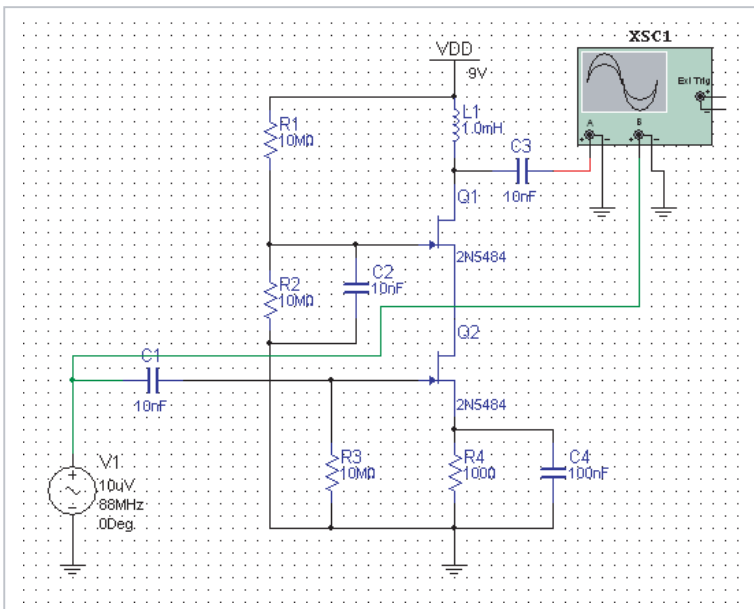 XSC1
Ext Trig
+
-
A
B
+ - + -
VDD
9V
L1
1.0mH
R1
10MΩ
C3
10nF
Q1
2N5484
C2
10nF
R2
10MΩ
Q2
2N5484
C1
10nF
V1
10uV
88MHz
0Deg
+
-
R3
10MΩ
R4
100Ω
C4
100nF